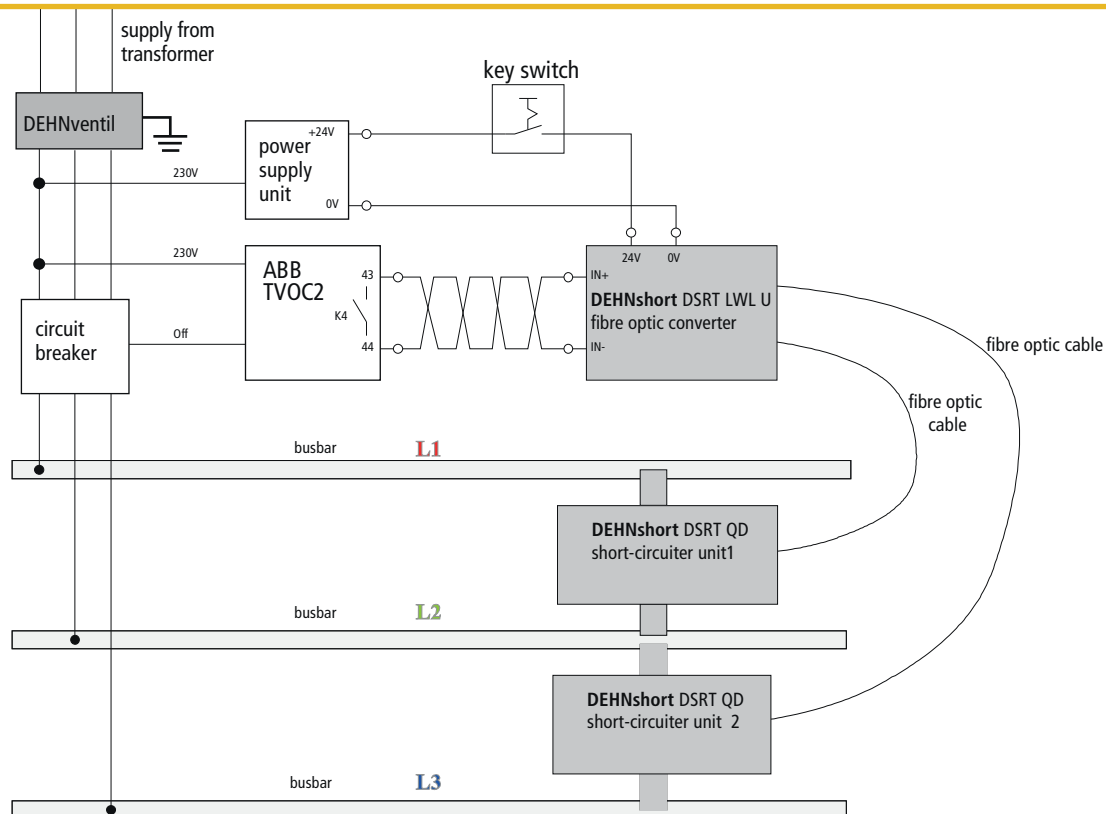 supply from
transformer
key switch
DEHNventil
+24V
power
supply
unit
230V
0V
230V
24V
0V
ABB
TVOC2
43
K4
44
IN+
DEHNshort DSRT LWL U
fibre optic converter
IN-
circuit
breaker
Off
fibre optic cable
fibre optic
cable
busbar
L1
DEHNshort DSRT QD
short-circuiter unit1
busbar
L2
DEHNshort DSRT QD
short-circuiter unit 2
busbar
L3